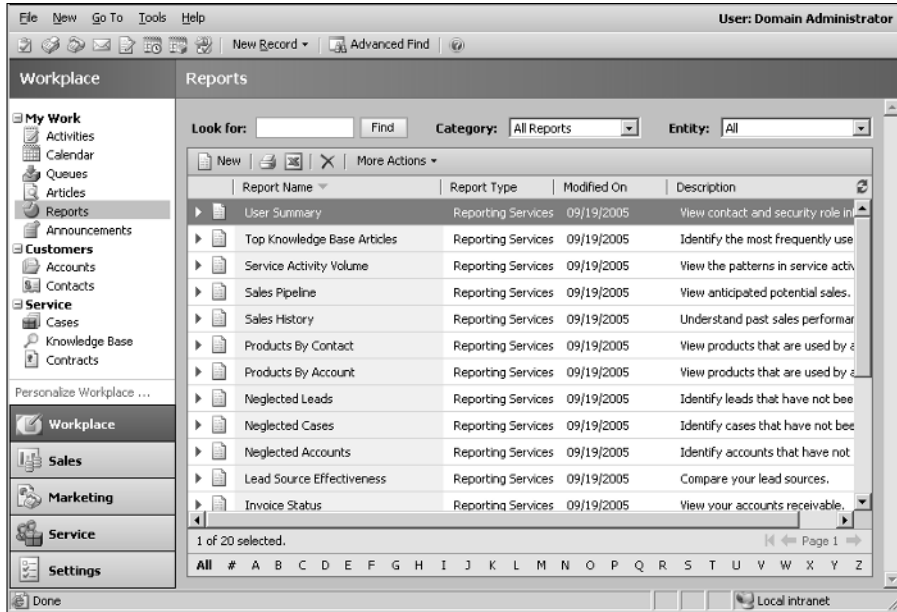 File New Go To Tools Help User: Domain Administrator
New Record Advanced Find
Workplace Reports
My Work
Activities
Calendar
Queues
Articles
Reports
Announcements
Customers
Accounts
Contacts
Service
Cases
Knowledge Base
Contracts
Personalize Workplace ...
Workplace
Sales
Marketing
Service
Settings
Look for: Find Category: All Reports Entity: All
New More Actions
Report Name Report Type Modified On Description
User Summary Reporting Services 09/19/2005 View contact and security role in
Top Knowledge Base Articles Reporting Services 09/19/2005 Identify the most frequently use
Service Activity Volume Reporting Services 09/19/2005 View the patterns in service activ
Sales Pipeline Reporting Services 09/19/2005 View anticipated potential sales.
Sales History Reporting Services 09/19/2005 Understand past sales performan
Products By Contact Reporting Services 09/19/2005 View products that are used by a
Products By Account Reporting Services 09/19/2005 View products that are used by a
Neglected Leads Reporting Services 09/19/2005 Identify leads that have not bee
Neglected Cases Reporting Services 09/19/2005 Identify cases that have not bee
Neglected Accounts Reporting Services 09/19/2005 Identify accounts that have not
Lead Source Effectiveness Reporting Services 09/19/2005 Compare your lead sources.
Invoice Status Reporting Services 09/19/2005 View your accounts receivable.
1 of 20 selected. Page 1
All # A B C D E F G H I J K L M N O P Q R S T U V W X Y Z
Done Local intranet